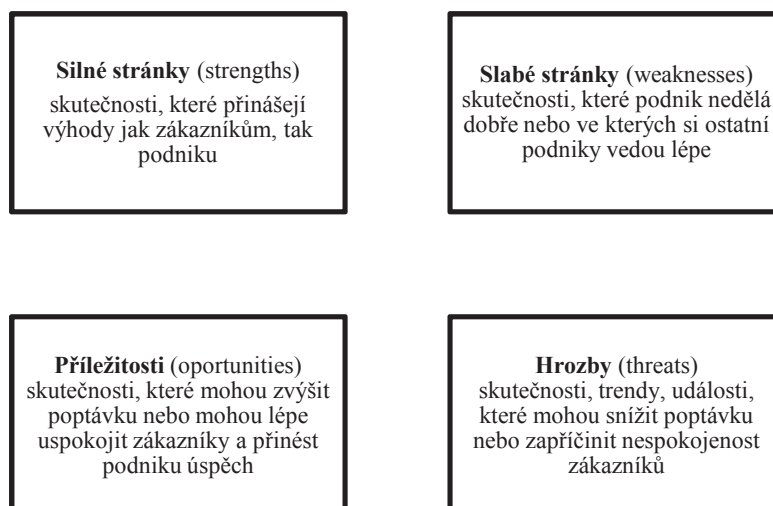 Silné stránky (strengths)
skutečnosti, které přinášejí
výhody jak zákazníkům, tak
podniku
Slabé stránky (weaknesses)
skutečnosti, které podnik nedělá
dobře nebo ve kterých si ostatní
podniky vedou lépe
Příležitosti (oportunities)
skutečnosti, které mohou zvýšit
poptávku nebo mohou lépe
uspokojit zákazníky a přinést
podniku úspěch
Hrozby (threats)
skutečnosti, trendy, události,
které mohou snížit poptávku
nebo zapříčinit nespokojenost
zákazníků